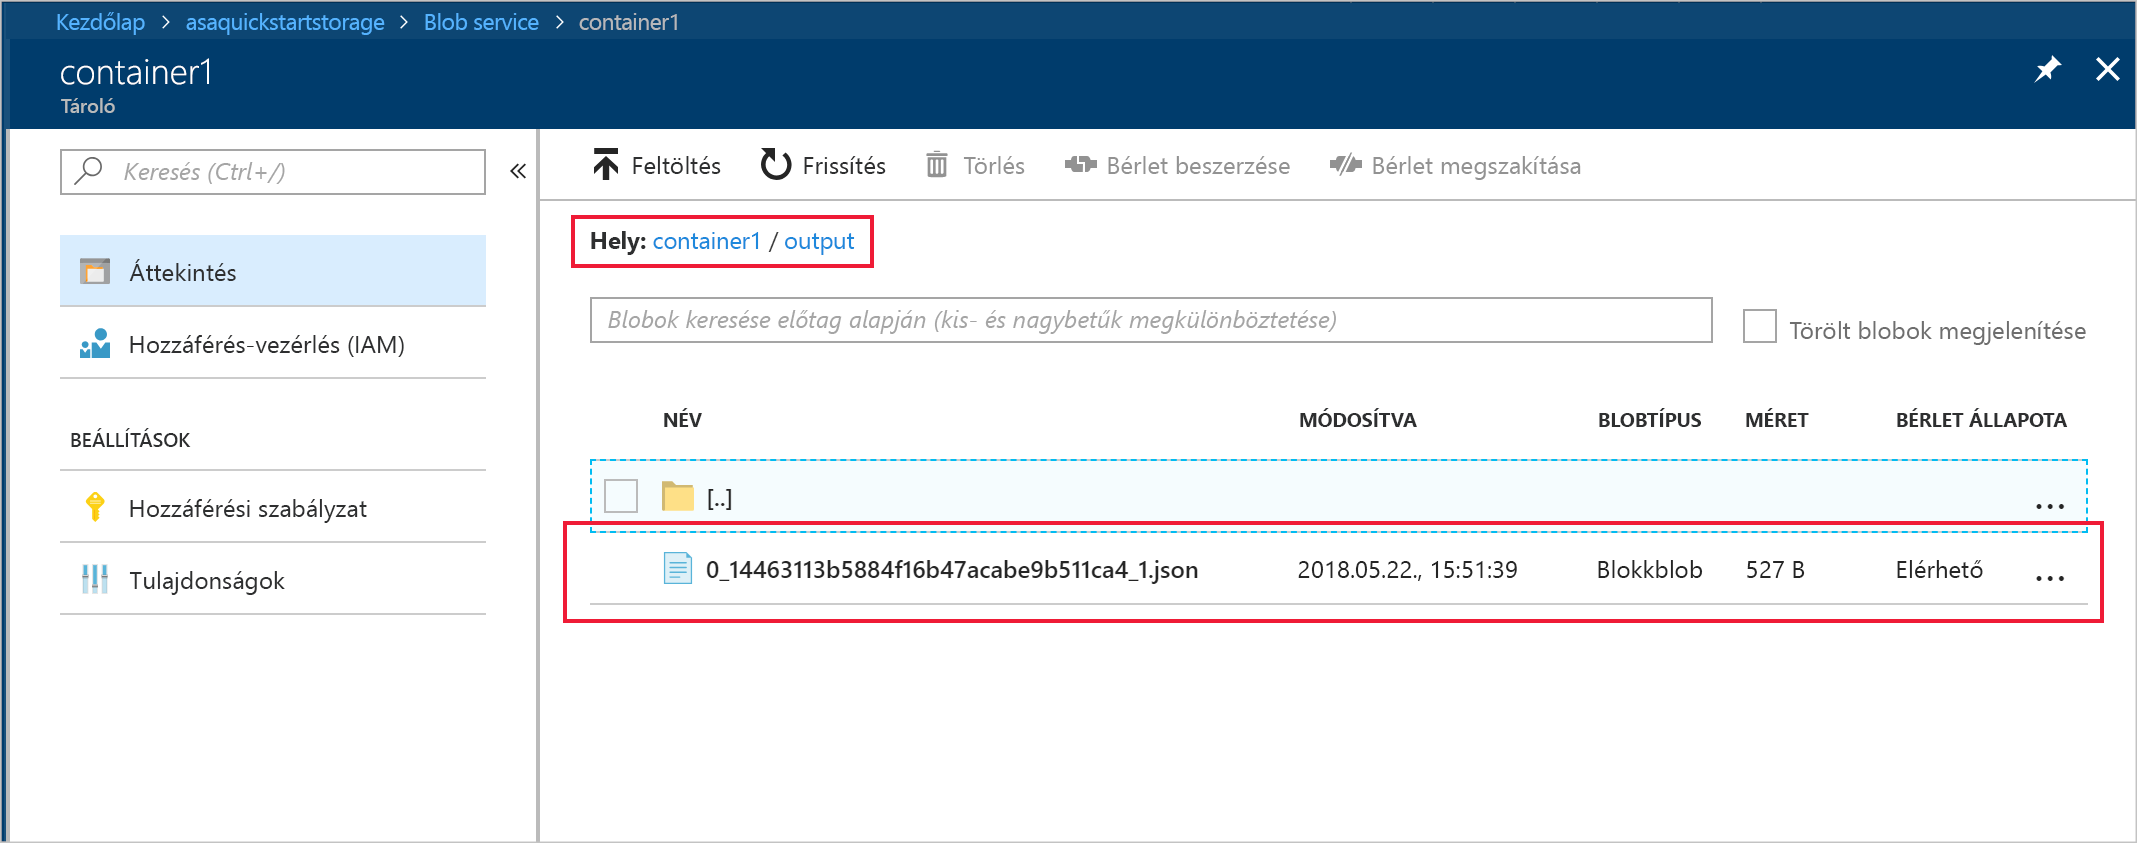 Kezdőlap > asaquickstartstorage > Blob service > container1
container1
Tároló
Keresés (Ctrl+/)
«
Áttekintés
Hozzáférés-vezérlés (IAM)
BEÁLLÍTÁSOK
Hozzáférési szabályzat
Tulajdonságok
Feltöltés Frissítés Törlés Bérlet beszerzése Bérlet megszakítása
Hely: container1 / output
Blobok keresése előtag alapján (kis- és nagybetűk megkülönböztetése)
Törölt blobok megjelenítése
NÉV MÓDOSÍTVA BLOBTÍPUS MÉRET BÉRLET ÁLLAPOTA
[..] ...
0_14463113b5884f16b47acabe9b511ca4_1.json 2018.05.22., 15:51:39 Blokkblob 527 B Elérhető ...